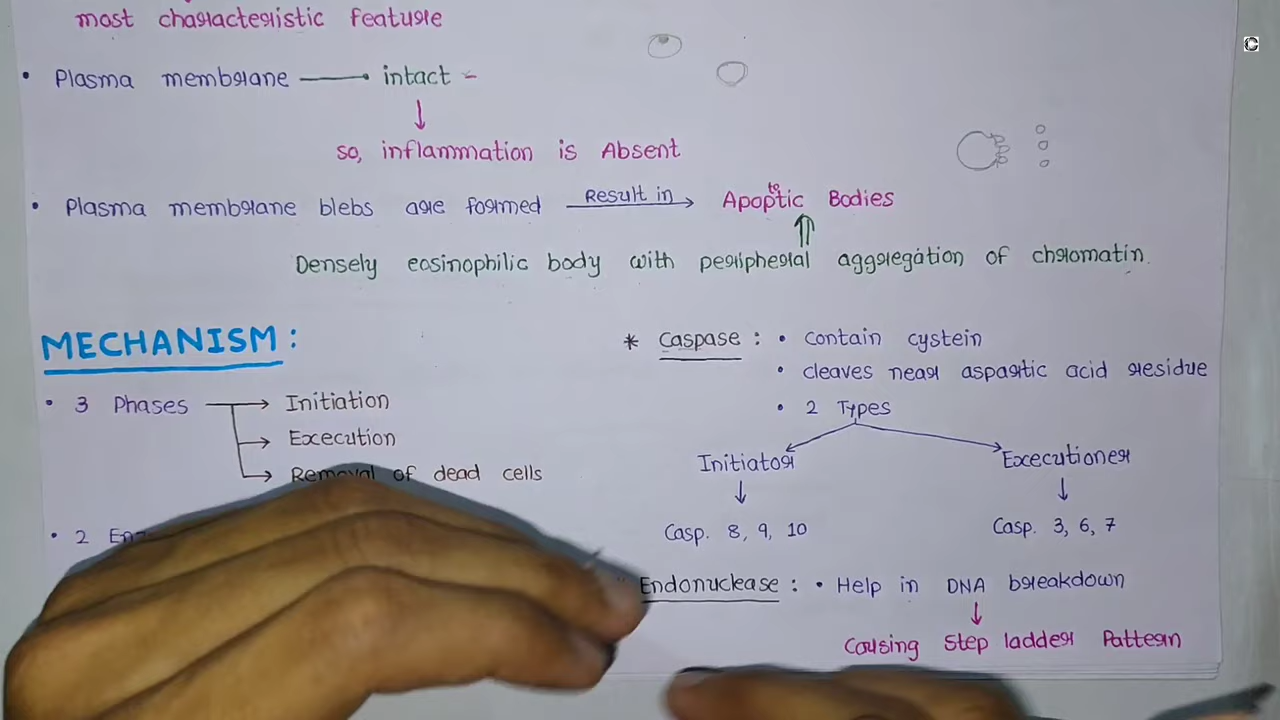 most characteristic feature
• Plasma membrane → intact -
↓
so, inflammation is Absent
• Plasma membrane blebs are formed Result in → Apoptotic Bodies
⇑
Densely eosinophilic body with peripheral aggregation of chromatin.
MECHANISM :
• 3 Phases → Initiation
→ Execution
→ Removal of dead cells
• 2
* Caspase : • contain cystein
• cleaves near aspartic acid residue
• 2 Types
Initiator Executioner
↓ ↓
Casp. 8, 9, 10 Casp. 3, 6, 7
* Endonuclease : • Help in DNA breakdown
↓
Causing Step ladder Pattern